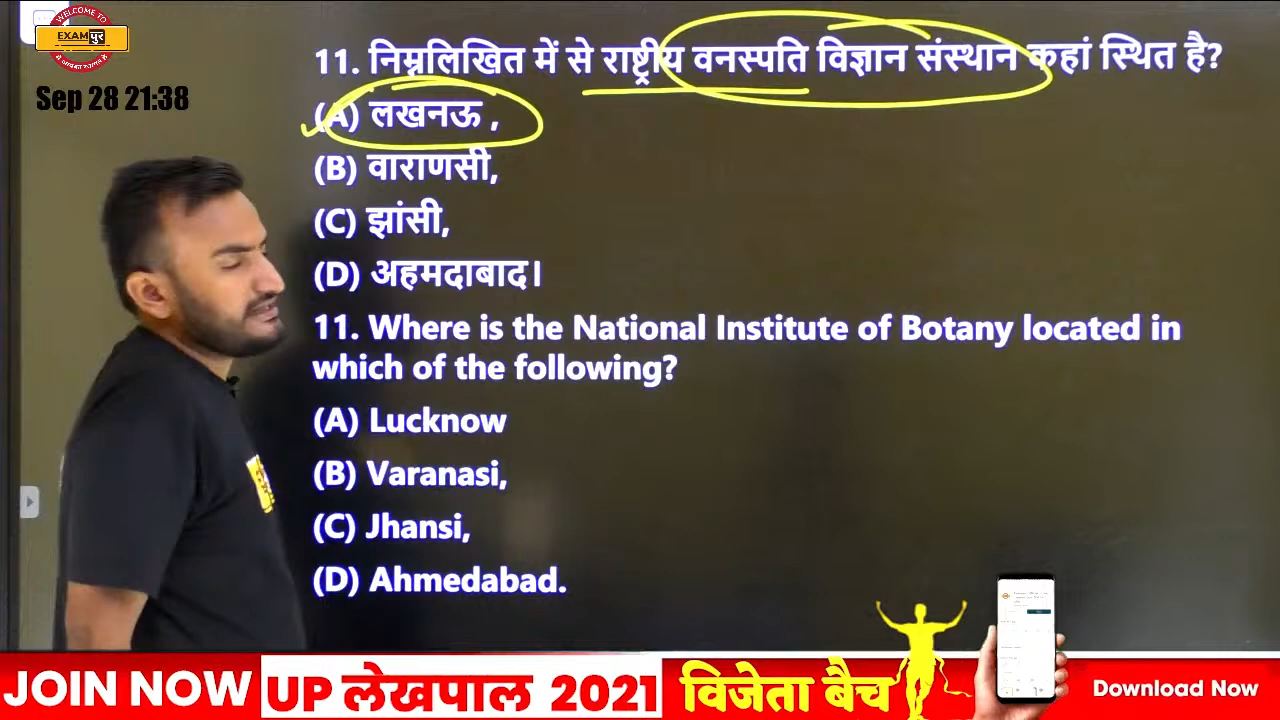 WELCOME TO
EXAMपुर
Sep 28 21:38
11. निम्नलिखित में से राष्ट्रीय वनस्पति विज्ञान संस्थान कहां स्थित है?
(A) लखनऊ ,
(B) वाराणसी,
(C) झांसी,
(D) अहमदाबाद।
11. Where is the National Institute of Botany located in
which of the following?
(A) Lucknow
(B) Varanasi,
(C) Jhansi,
(D) Ahmedabad.
JOIN NOW UP लेखपाल 2021 विजेता बैच Download Now